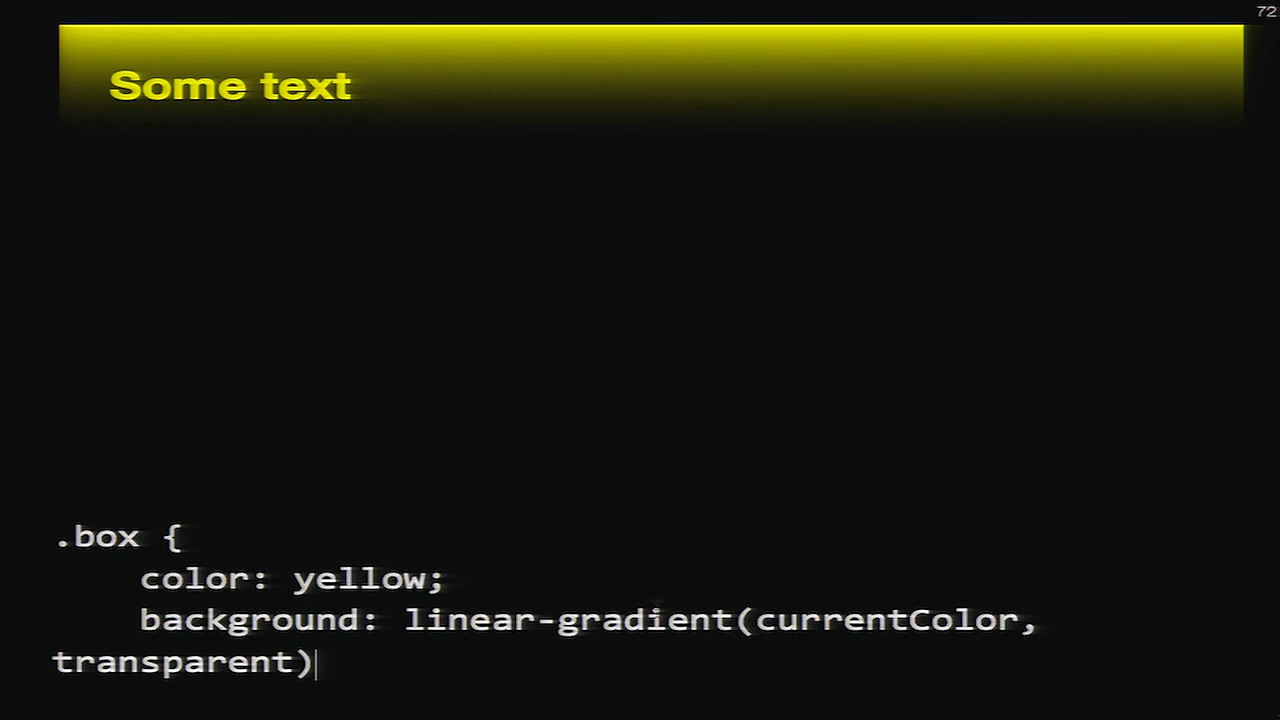 72
Some text
.box {
color: yellow;
background: linear-gradient(currentColor,
transparent)